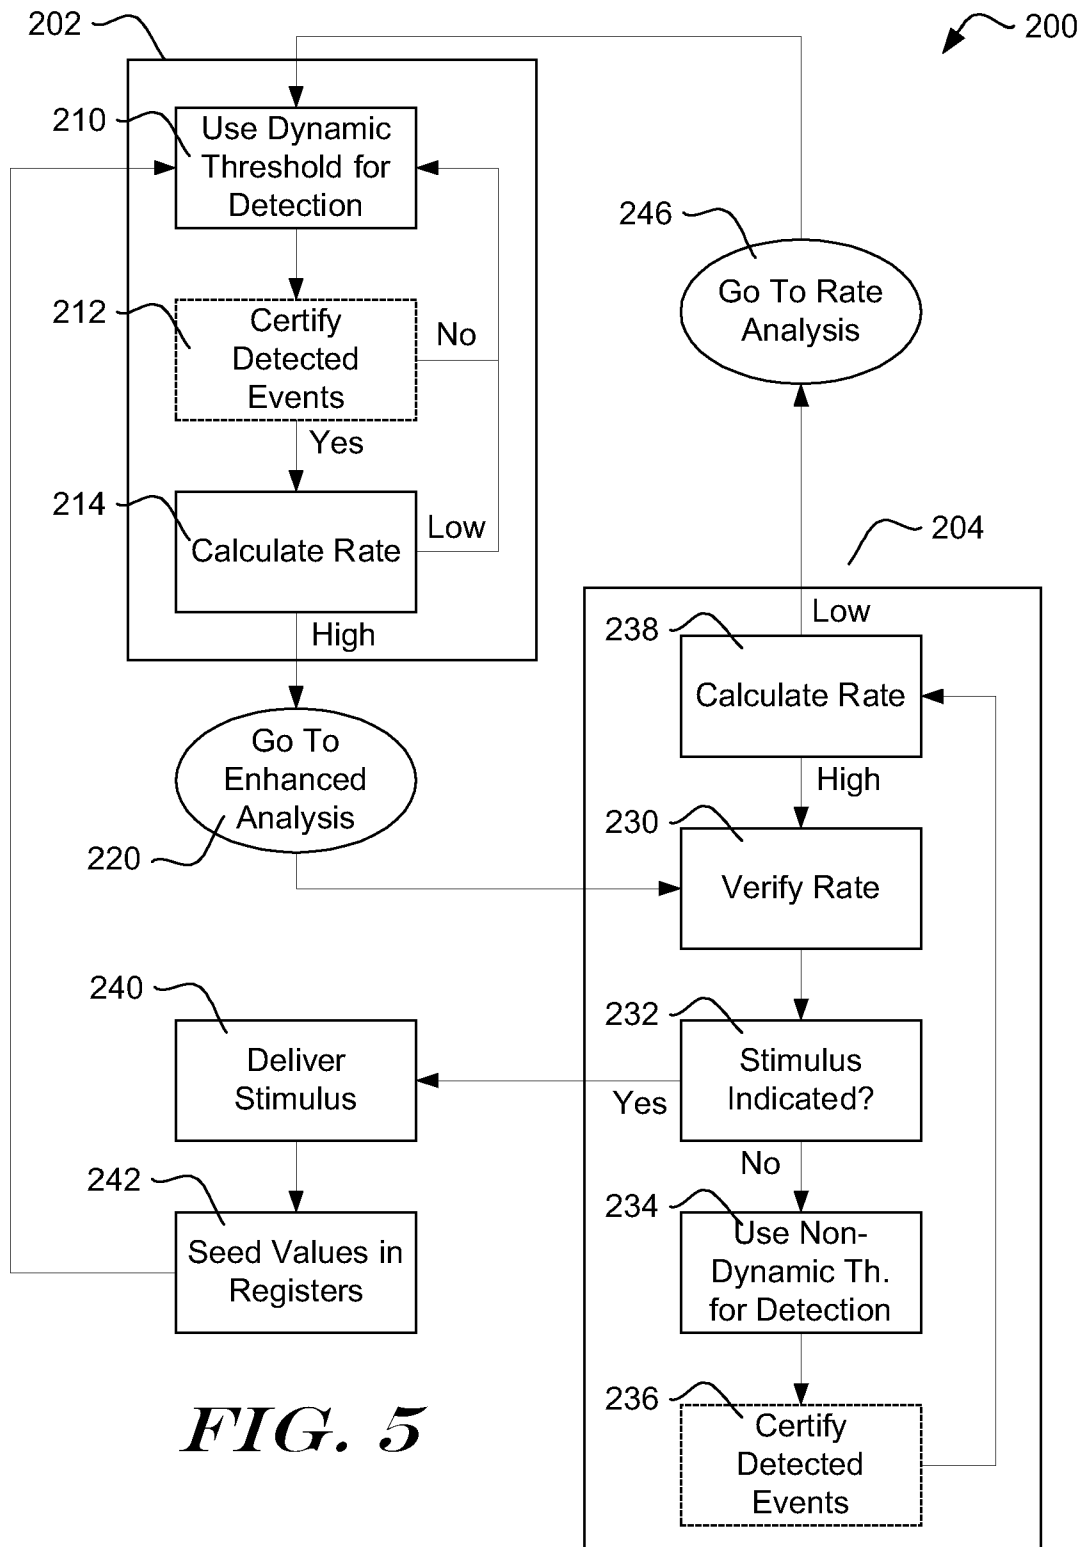 202
200
210
Use Dynamic
Threshold for
Detection
246
Go To Rate
Analysis
212
Certify
Detected
Events
No
Yes
214
Calculate Rate
Low
High
204
Low
238
Calculate Rate
High
Go To
Enhanced
Analysis
220
230
Verify Rate
240
Deliver
Stimulus
232
Stimulus
Indicated?
Yes
No
242
Seed Values in
Registers
234
Use Non-
Dynamic Th.
for Detection
236
Certify
Detected
Events
FIG. 5